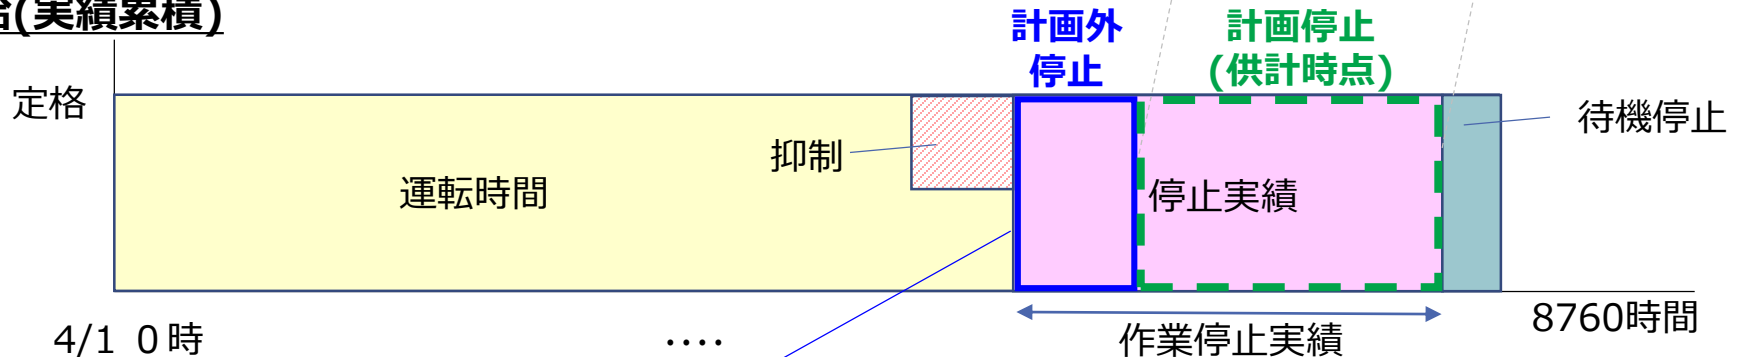 (実績累積)
計画外
停止
計画停止
(供計時点)
定格
待機停止
抑制
運転時間
停止実績
8760時間
4/1 0時
‥‥
作業停止実績